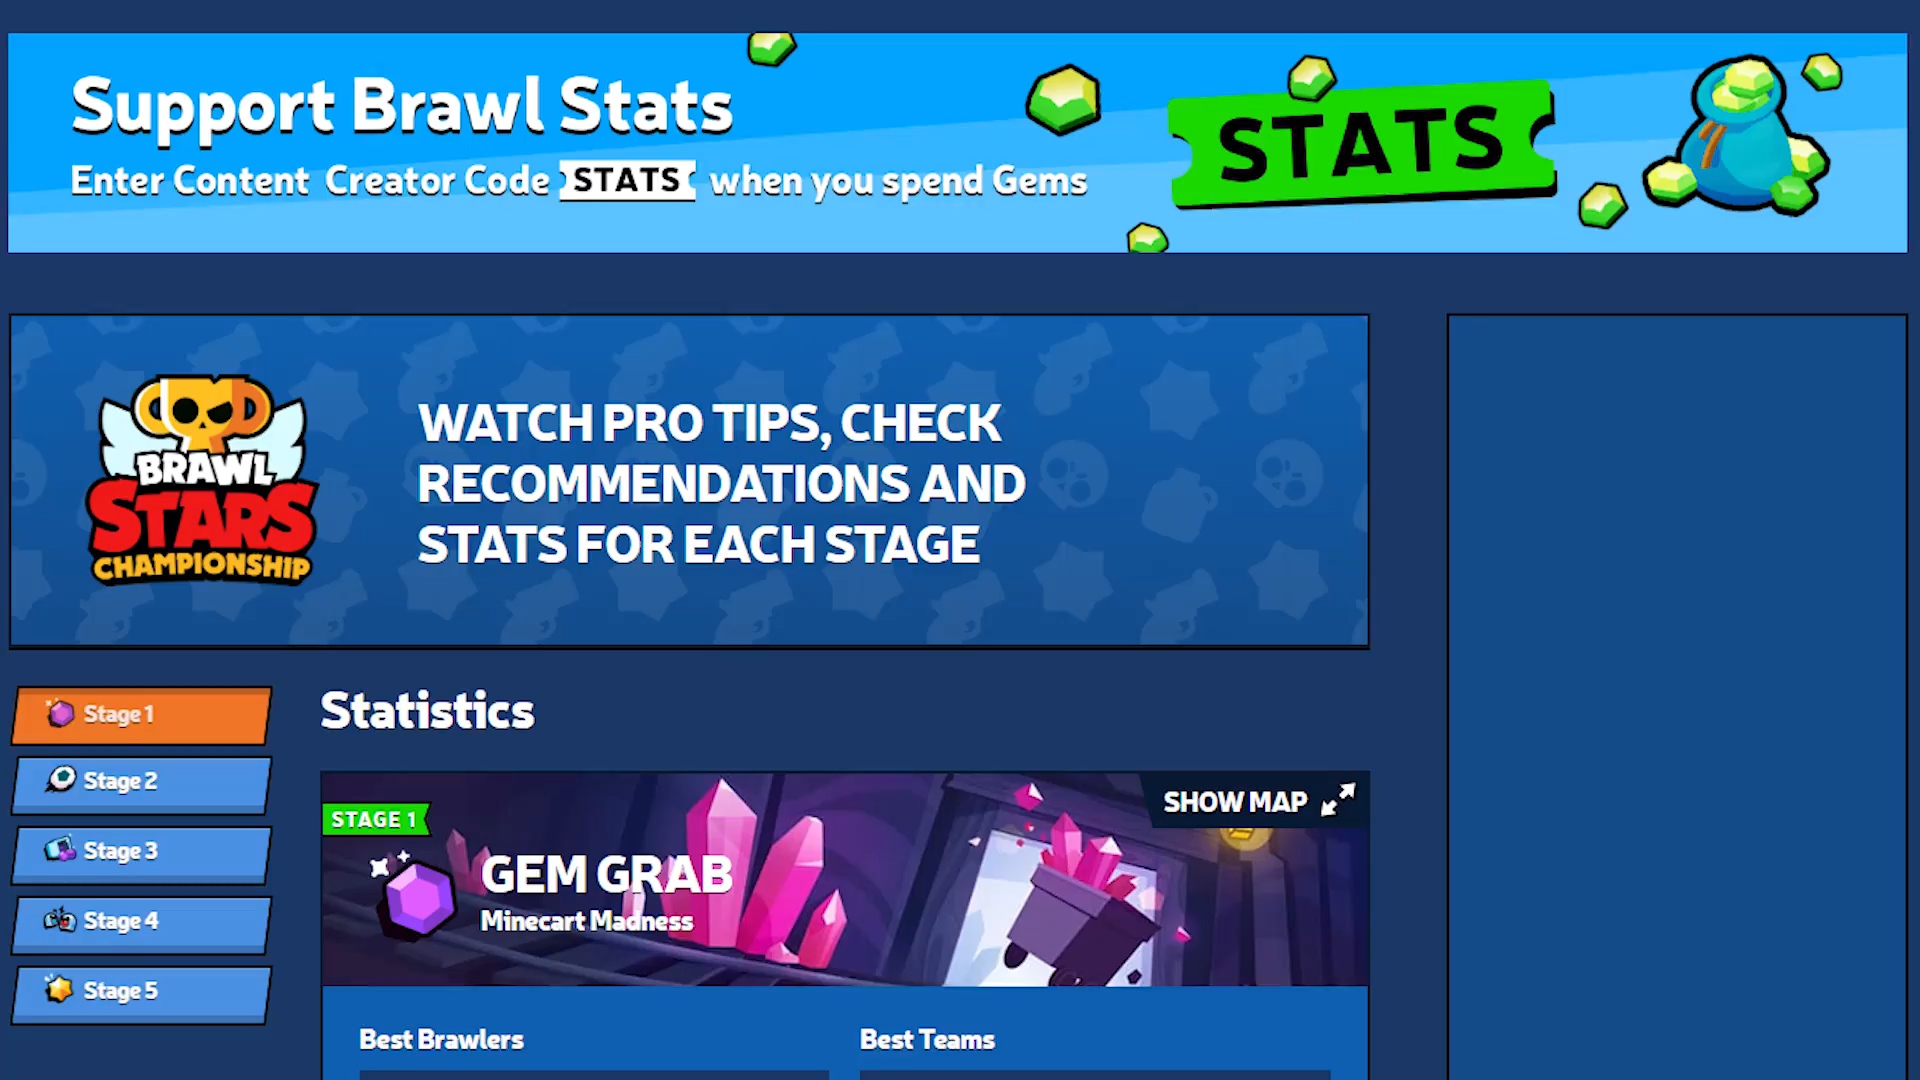 Support Brawl Stats
Enter Content Creator Code STATS when you spend Gems
STATS
BRAWL
STARS
CHAMPIONSHIP
WATCH PRO TIPS, CHECK
RECOMMENDATIONS AND
STATS FOR EACH STAGE
Stage 1
Stage 2
Stage 3
Stage 4
Stage 5
Statistics
SHOW MAP
STAGE 1
GEM GRAB
Minecart Madness
Best Brawlers
Best Teams